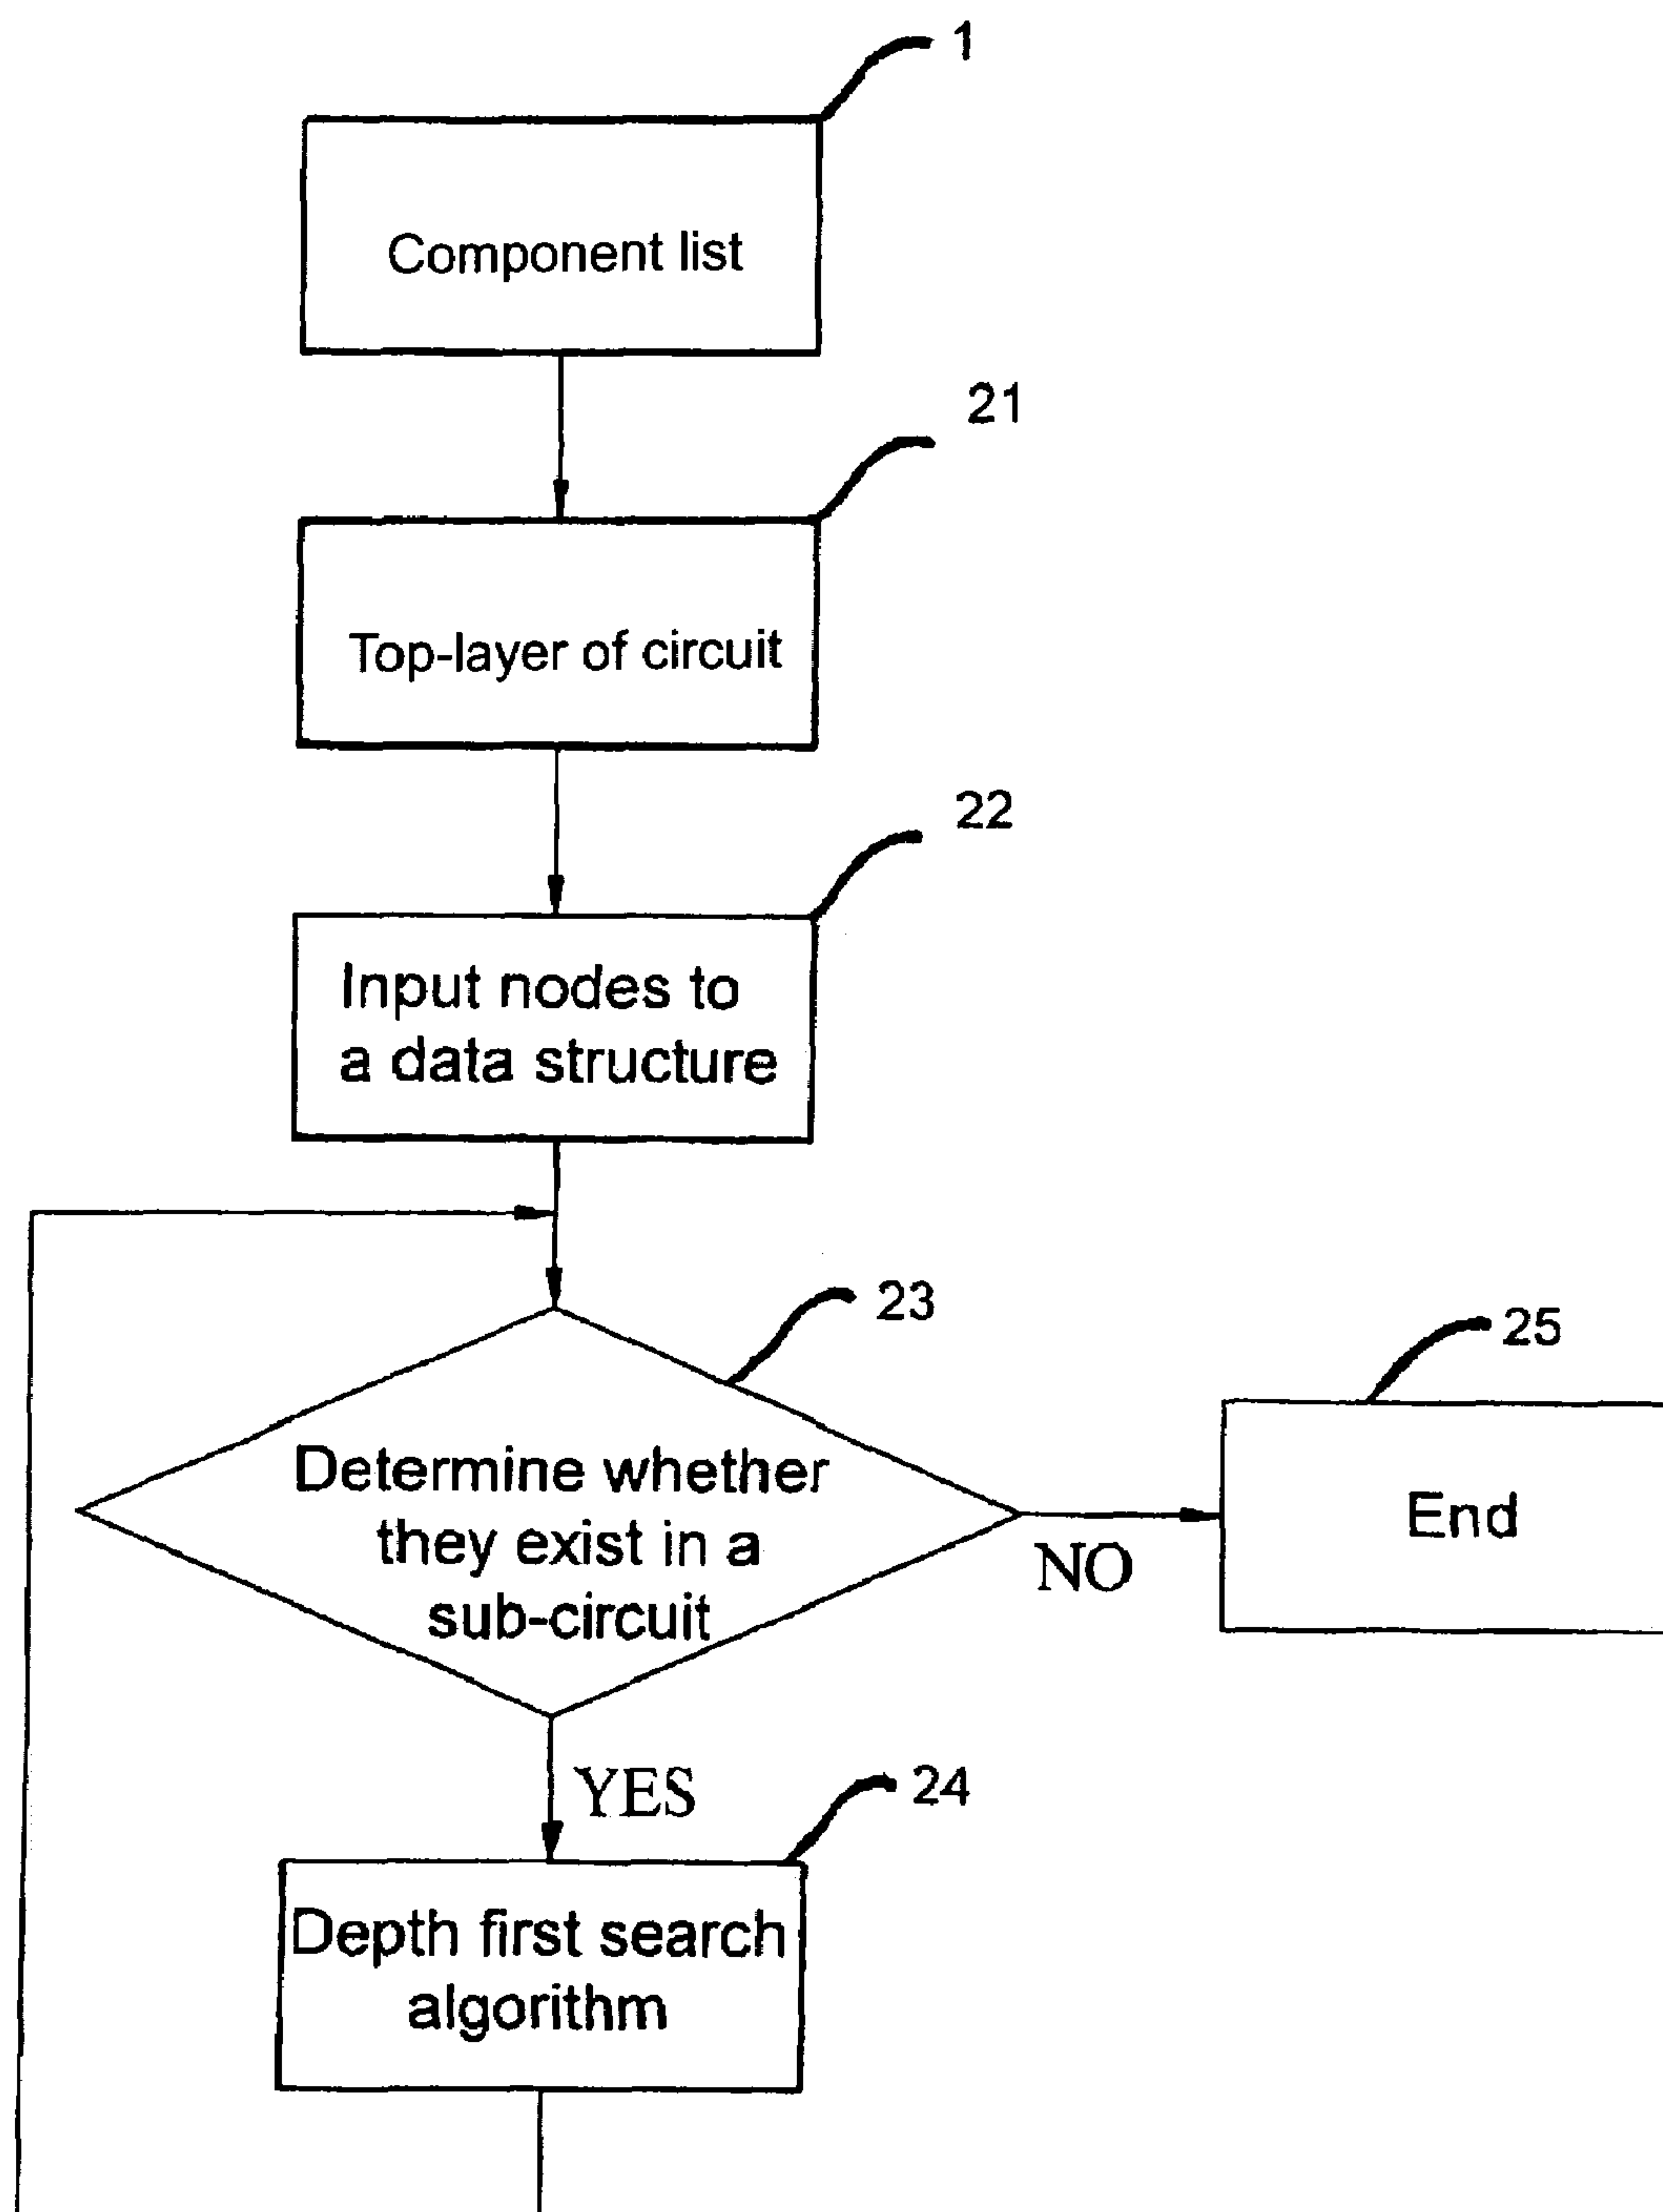 1
Component list
21
Top-layer of circuit
22
Input nodes to
a data structure
23
Determine whether
they exist in a
sub-circuit
25
End
NO
YES
24
Depth first search
algorithm